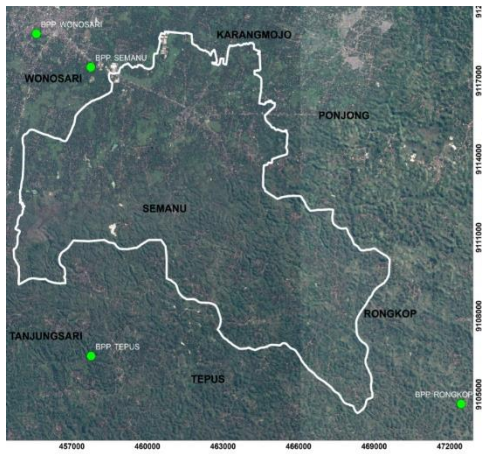 BPP. WONOSARI
KARANGMOJO
BPP. SEMANU
WONOSARI
PONJONG
SEMANU
RONGKOP
TANJUNGSARI
BPP. TEPUS
TEPUS
BPP. RONGKOP
9117000
9114000
9111000
9108000
9105000
457000
460000
463000
466000
469000
472000